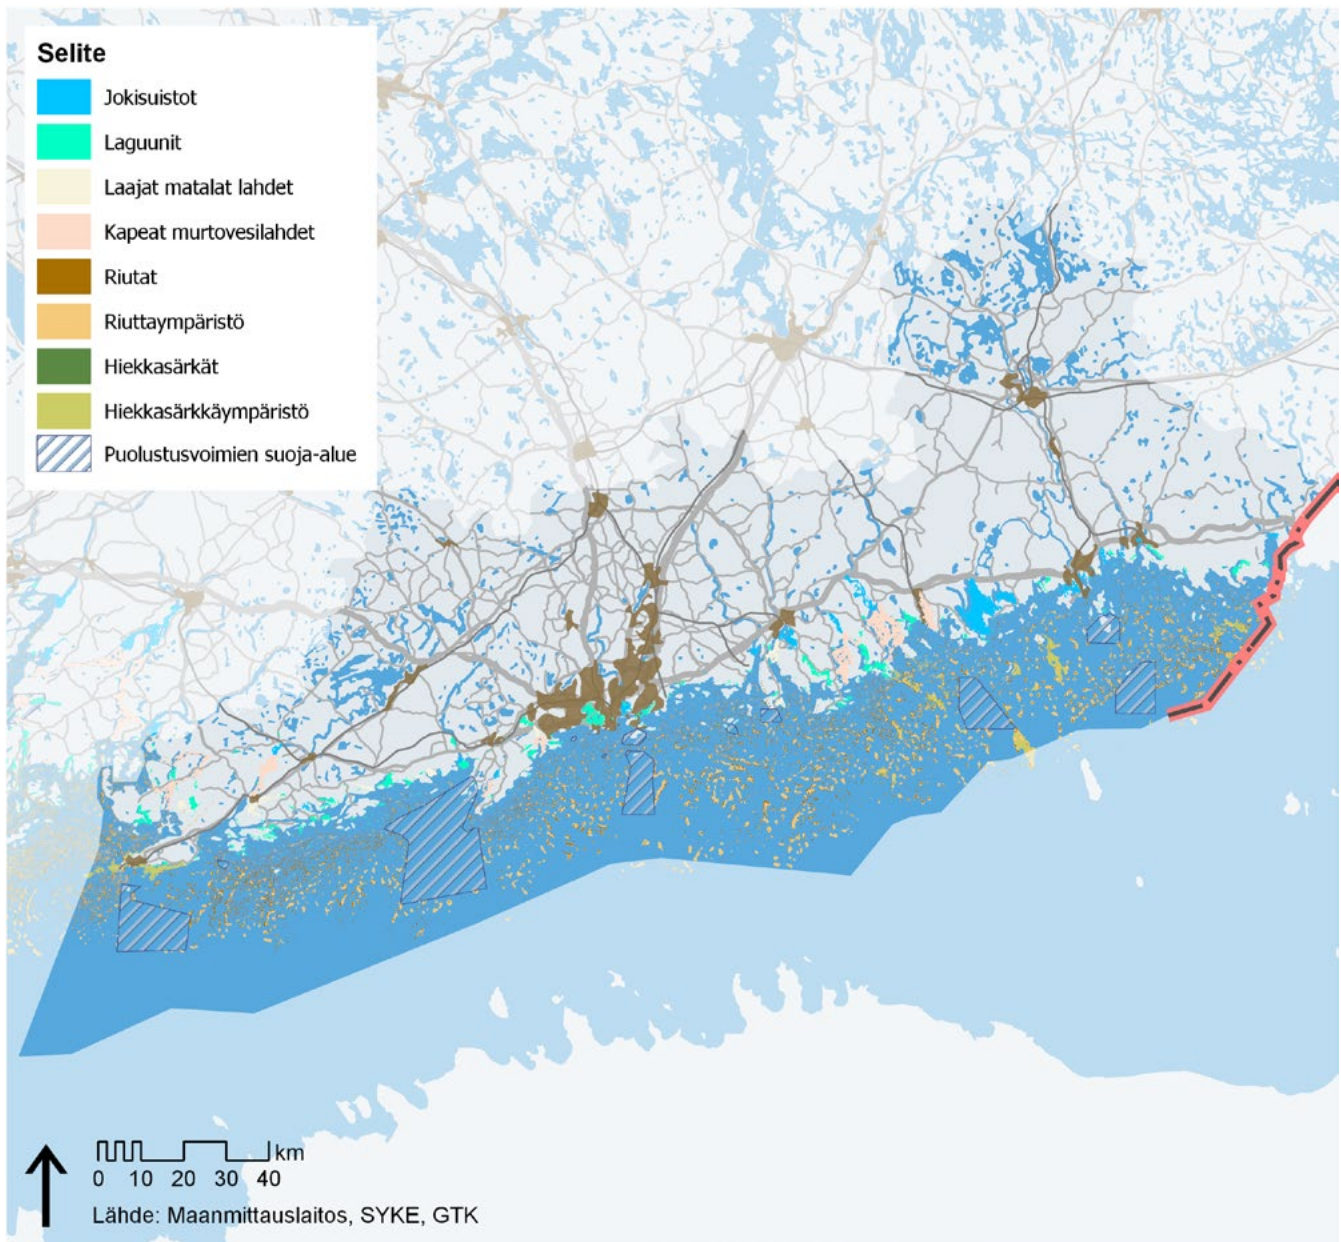 Selite
Jokisuistot
Laguunit
Laajat matalat lahdet
Kapeat murtovesilahdet
Riutat
Riuttaympäristö
Hiekkasärkät
Hiekkasärkkäympäristö
Puolustusvoimien suoja-alue
km
0 10 20 30 40
Lähde: Maanmittauslaitos, SYKE, GTK